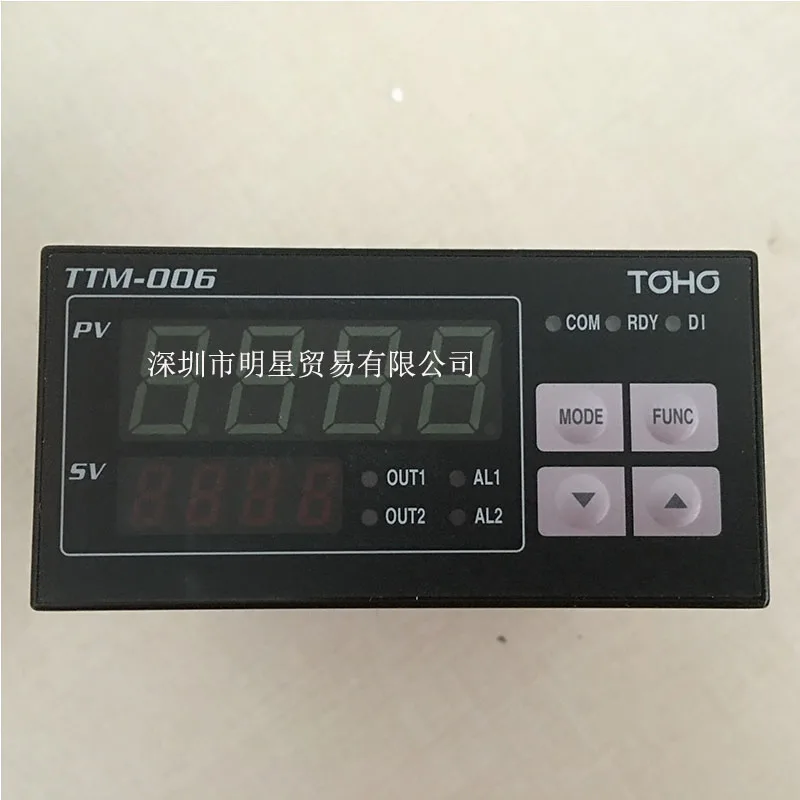 TTM-006
TOHO
PV
COM
RDY
DI
深圳市明星贸易有限公司
MODE
FUNC
SV
OUT1
AL1
OUT2
AL2